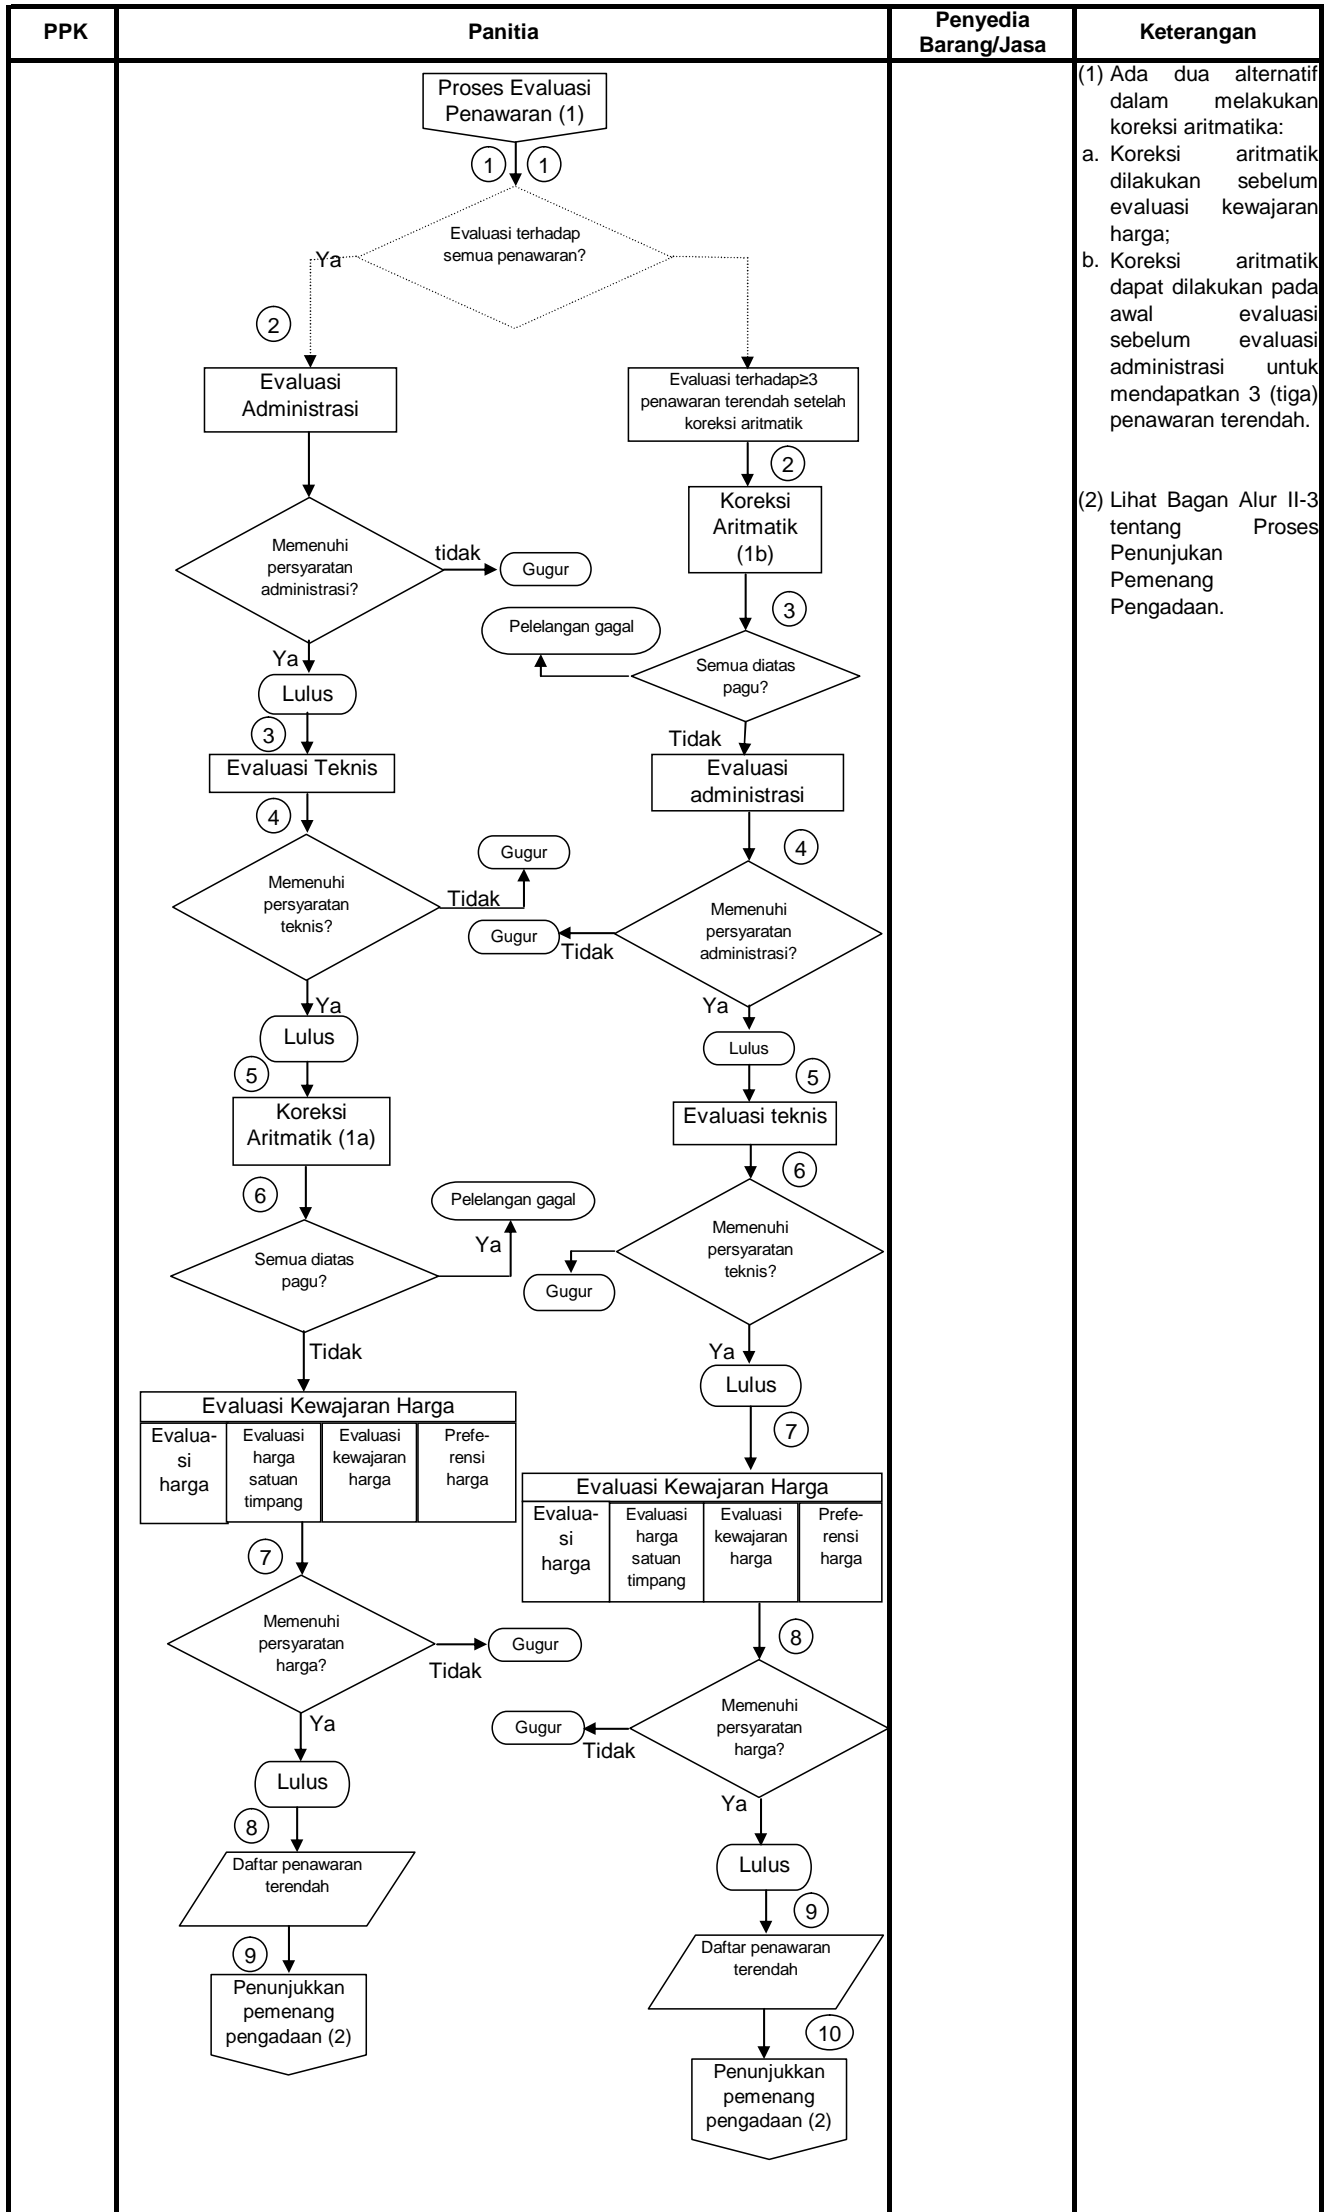 PPK
Panitia
Penyedia
Barang/Jasa
Keterangan
Proses Evaluasi
Penawaran (1)
1
1
Evaluasi terhadap
semua penawaran?
Ya
2
Evaluasi
Administrasi
Memenuhi
persyaratan
administrasi?
tidak
Gugur
Ya
Lulus
3
Evaluasi Teknis
4
Memenuhi
persyaratan
teknis?
Tidak
Gugur
Ya
Lulus
5
Koreksi
Aritmatik (1a)
6
Semua diatas
pagu?
Ya
Pelelangan gagal
Tidak
Evaluasi Kewajaran Harga
Evalua-
si
harga
Evaluasi
harga
satuan
timpang
Evaluasi
kewajaran
harga
Prefe-
rensi
harga
7
Memenuhi
persyaratan
harga?
Tidak
Gugur
Ya
Lulus
8
Daftar penawaran
terendah
9
Penunjukkan
pemenang
pengadaan (2)
Evaluasi terhadap≥3
penawaran terendah setelah
koreksi aritmatik
2
Koreksi
Aritmatik
(1b)
3
Semua diatas
pagu?
Pelelangan gagal
Tidak
Evaluasi
administrasi
4
Memenuhi
persyaratan
administrasi?
Tidak
Gugur
Ya
Lulus
5
Evaluasi teknis
6
Memenuhi
persyaratan
teknis?
Gugur
Ya
Lulus
7
Evaluasi Kewajaran Harga
Evalua-
si
harga
Evaluasi
harga
satuan
timpang
Evaluasi
kewajaran
harga
Prefe-
rensi
harga
8
Memenuhi
persyaratan
harga?
Tidak
Gugur
Ya
Lulus
9
Daftar penawaran
terendah
10
Penunjukkan
pemenang
pengadaan (2)
(1) Ada dua alternatif
dalam melakukan
koreksi aritmatika:
a. Koreksi aritmatik
dilakukan sebelum
evaluasi kewajaran
harga;
b. Koreksi aritmatik
dapat dilakukan pada
awal evaluasi
sebelum evaluasi
administrasi untuk
mendapatkan 3 (tiga)
penawaran terendah.
(2) Lihat Bagan Alur II-3
tentang Proses
Penunjukan
Pemenang
Pengadaan.